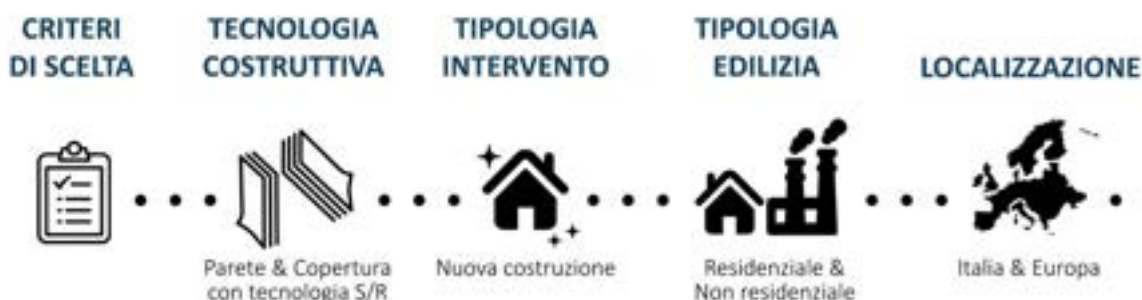 CRITERI
DI SCELTA
TECNOLOGIA
COSTRUTTIVA
TIPOLOGIA
INTERVENTO
TIPOLOGIA
EDILIZIA
LOCALIZZAZIONE
Parete & Copertura
con tecnologia S/R
Nuova costruzione
Residenziale &
Non residenziale
Italia & Europa